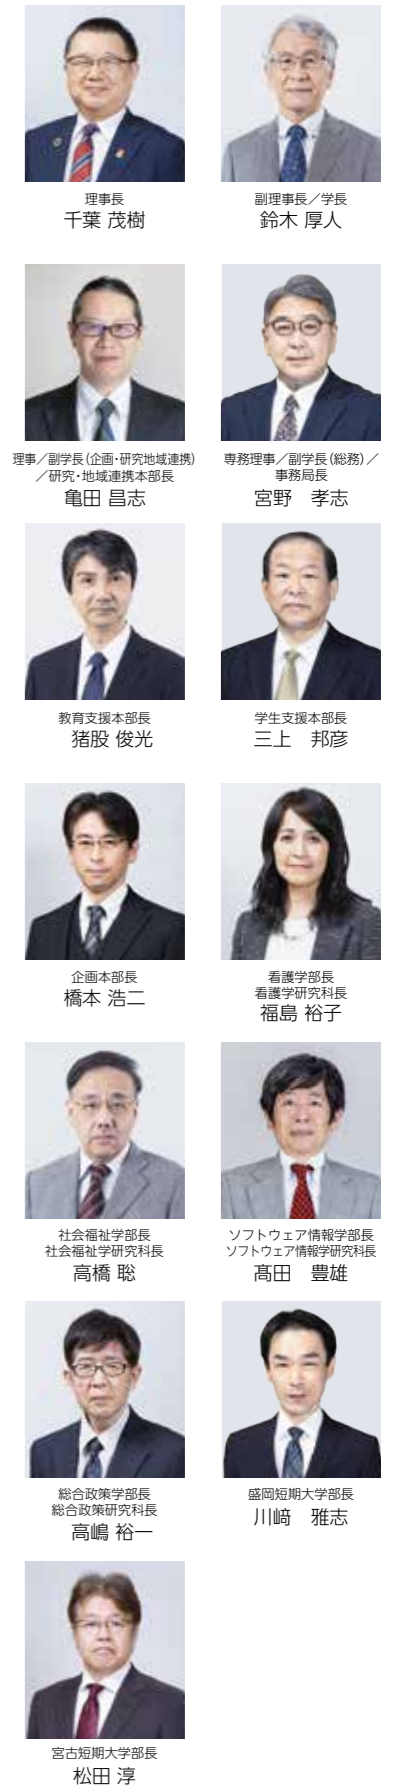 理事長
千葉 茂樹
副理事長／学長
鈴木 厚人
理事／副学長(企画・研究地域連携)
／研究・地域連携本部長
亀田 昌志
専務理事／副学長(総務)／
事務局長
宮野　孝志
教育支援本部長
猪股 俊光
学生支援本部長
三上　邦彦
企画本部長
橋本 浩二
看護学部長
看護学研究科長
福島 裕子
社会福祉学部長
社会福祉学研究科長
高橋 聡
ソフトウェア情報学部長
ソフトウェア情報学研究科長
髙田　豊雄
総合政策学部長
総合政策研究科長
高嶋 裕一
盛岡短期大学部長
川﨑　雅志
宮古短期大学部長
松田 淳